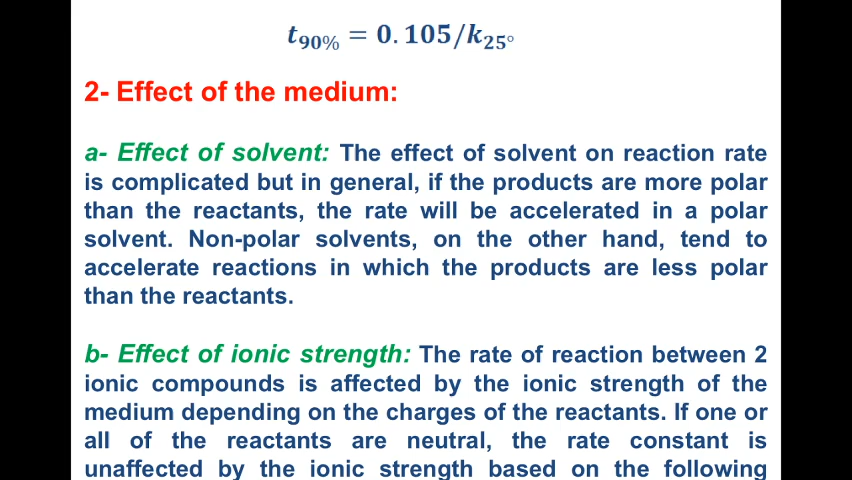 t90% = 0.105/k25°
2- Effect of the medium:
a- Effect of solvent: The effect of solvent on reaction rate
is complicated but in general, if the products are more polar
than the reactants, the rate will be accelerated in a polar
solvent. Non-polar solvents, on the other hand, tend to
accelerate reactions in which the products are less polar
than the reactants.
b- Effect of ionic strength: The rate of reaction between 2
ionic compounds is affected by the ionic strength of the
medium depending on the charges of the reactants. If one or
all of the reactants are neutral, the rate constant is
unaffected by the ionic strength based on the following